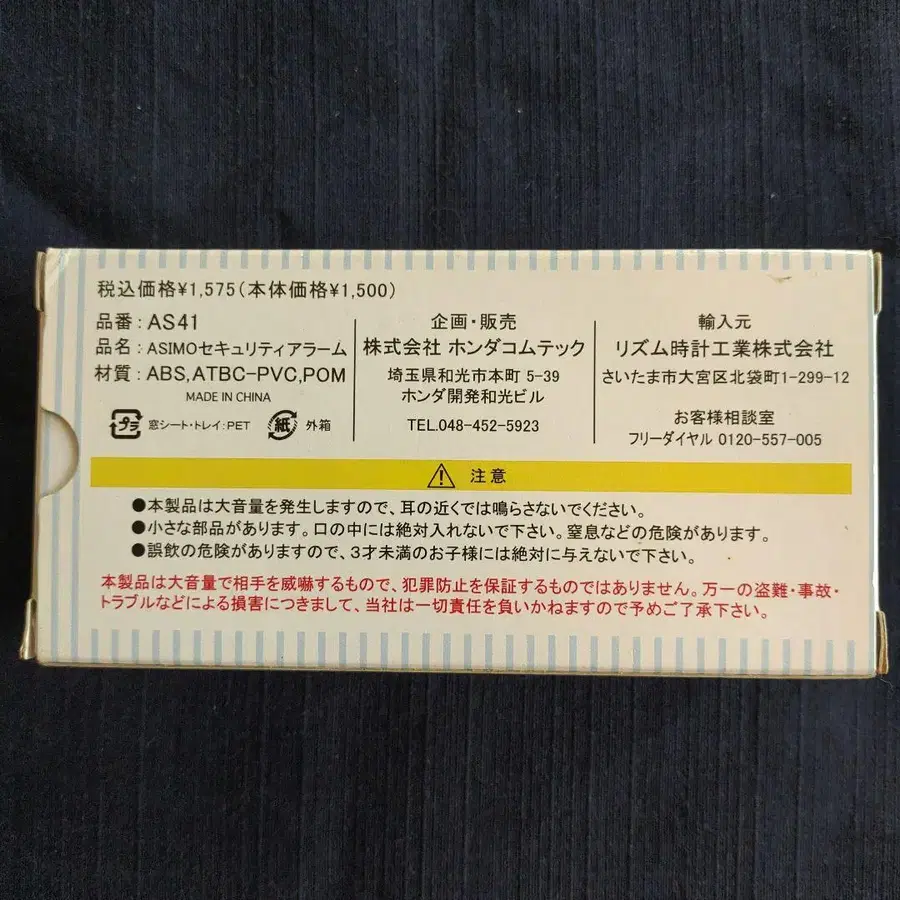 税込価格¥1,575(本体価格¥1,500)
品番：AS41
品名：ASIMOセキュリティアラーム
材質：ABS,ATBC-PVC,POM
MADE IN CHINA
プラ 窓シート・トレイ：PET 紙 外箱
企画・販売
株式会社 ホンダコムテック
埼玉県和光市本町 5-39
ホンダ開発和光ビル
TEL.048-452-5923
輸入元
リズム時計工業株式会社
さいたま市大宮区北袋町1-299-12
お客様相談室
フリーダイヤル 0120-557-005
注意
●本製品は大音量を発生しますので、耳の近くでは鳴らさないでください。
●小さな部品があります。口の中には絶対入れないで下さい。窒息などの危険があります。
●誤飲の危険がありますので、3才未満のお子様には絶対に与えないで下さい。
本製品は大音量で相手を威嚇するもので、犯罪防止を保証するものではありません。万一の盗難・事故・
トラブルなどによる損害につきまして、当社は一切責任を負いかねますので予めご了承下さい。